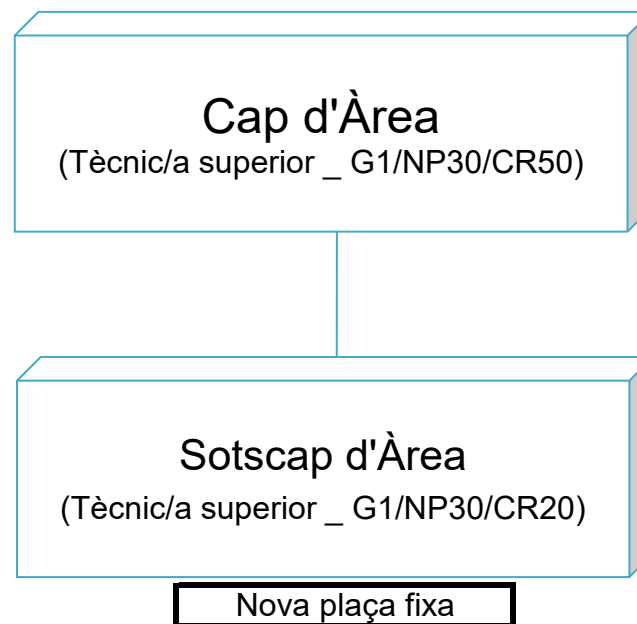 Cap d'Àrea
(Tècnic/a superior _ G1/NP30/CR50)
Sotscap d'Àrea
(Tècnic/a superior _ G1/NP30/CR20)
Nova plaça fixa